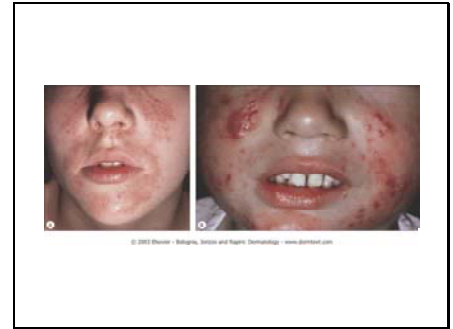 A B
© 2003 Elsevier - Bolognia, Jorizzo and Rapini: Dermatology - www.dermtext.com